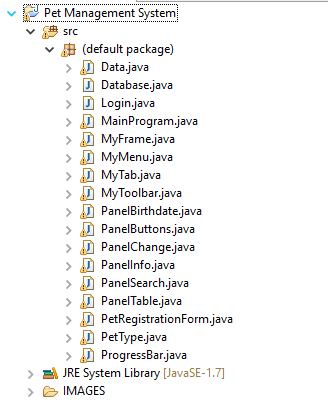 Pet Management System
src
(default package)
Data.java
Database.java
Login.java
MainProgram.java
MyFrame.java
MyMenu.java
MyTab.java
MyToolbar.java
PanelBirthdate.java
PanelButtons.java
PanelChange.java
PanelInfo.java
PanelSearch.java
PanelTable.java
PetRegistrationForm.java
PetType.java
ProgressBar.java
JRE System Library [JavaSE-1.7]
IMAGES